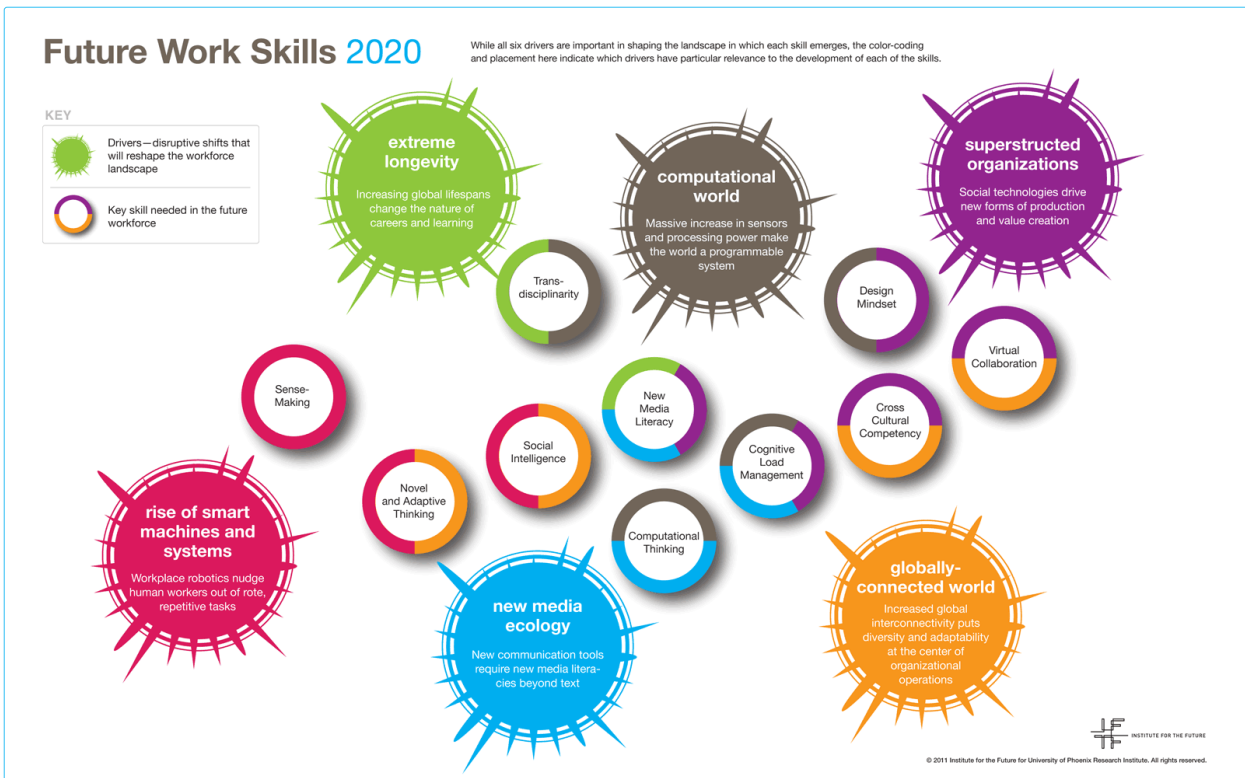 Future Work Skills 2020
While all six drivers are important in shaping the landscape in which each skill emerges, the color-coding
and placement here indicate which drivers have particular relevance to the development of each of the skills.
KEY
Drivers—disruptive shifts that
will reshape the workforce
landscape
Key skill needed in the future
workforce
extreme
longevity
Increasing global lifespans
change the nature of
careers and learning
computational
world
Massive increase in sensors
and processing power make
the world a programmable
system
superstructed
organizations
Social technologies drive
new forms of production
and value creation
Trans-
disciplinarity
Design
Mindset
Virtual
Collaboration
Sense-
Making
New
Media
Literacy
Cross
Cultural
Competency
Social
Intelligence
Cognitive
Load
Management
Novel
and Adaptive
Thinking
Computational
Thinking
rise of smart
machines and
systems
Workplace robotics nudge
human workers out of rote,
repetitive tasks
new media
ecology
New communication tools
require new media litera-
cies beyond text
globally-
connected world
Increased global
interconnectivity puts
diversity and adaptability
at the center of
organizational
operations
INSTITUTE FOR THE FUTURE
© 2011 Institute for the Future for University of Phoenix Research Institute. All rights reserved.